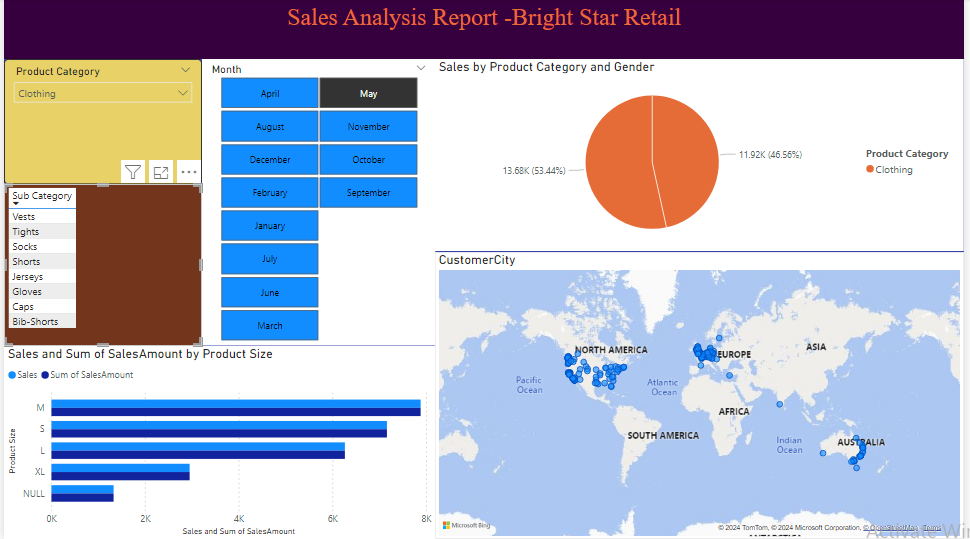 Sales Analysis Report -Bright Star Retail
Product Category
Clothing
Sub Category
Vests
Tights
Socks
Shorts
Jerseys
Gloves
Caps
Bib-Shorts
Month
April
May
August
November
December
October
February
September
January
July
June
March
Sales by Product Category and Gender
13.68K (53.44%)
11.92K (46.56%)
Product Category
Clothing
Sales and Sum of SalesAmount by Product Size
Sales
Sum of SalesAmount
Product Size
M
S
L
XL
NULL
0K
2K
4K
6K
8K
Sales and Sum of SalesAmount
CustomerCity
NORTH AMERICA
EUROPE
ASIA
Pacific
Ocean
Atlantic
Ocean
AFRICA
SOUTH AMERICA
Indian
Ocean
AUSTRALIA
Microsoft Bing
© 2024 TomTom, © 2024 Microsoft Corporation, © OpenStreetMap Terms
ANTARCTICA
Activate Win